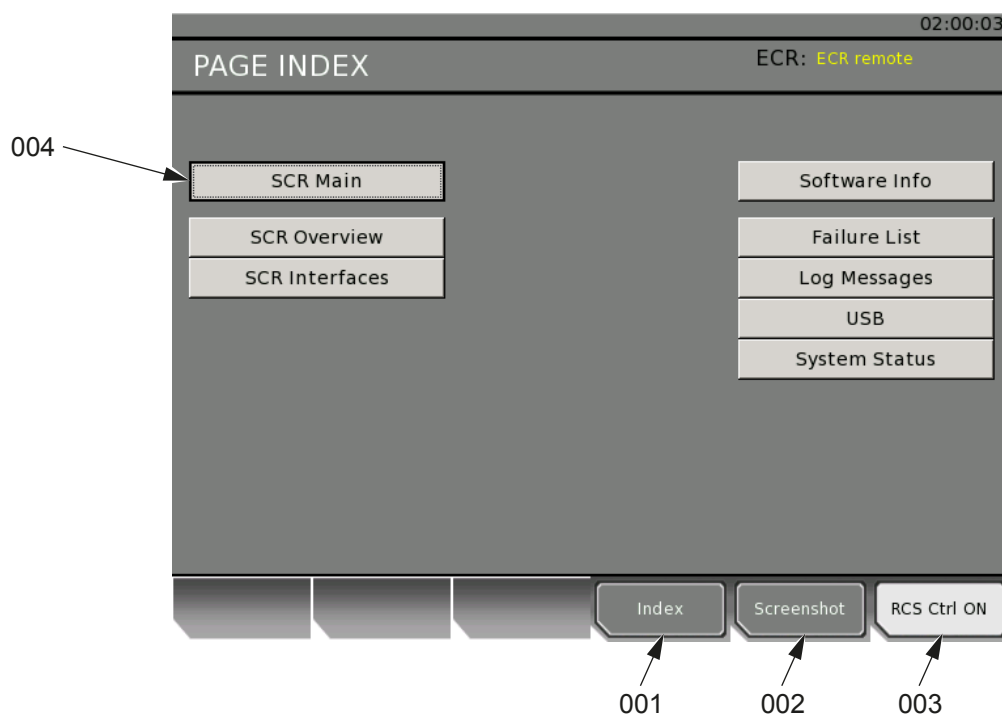 02:00:03
PAGE INDEX
ECR: ECR remote
004
SCR Main
Software Info
SCR Overview
Failure List
SCR Interfaces
Log Messages
USB
System Status
Index
Screenshot
RCS Ctrl ON
001
002
003